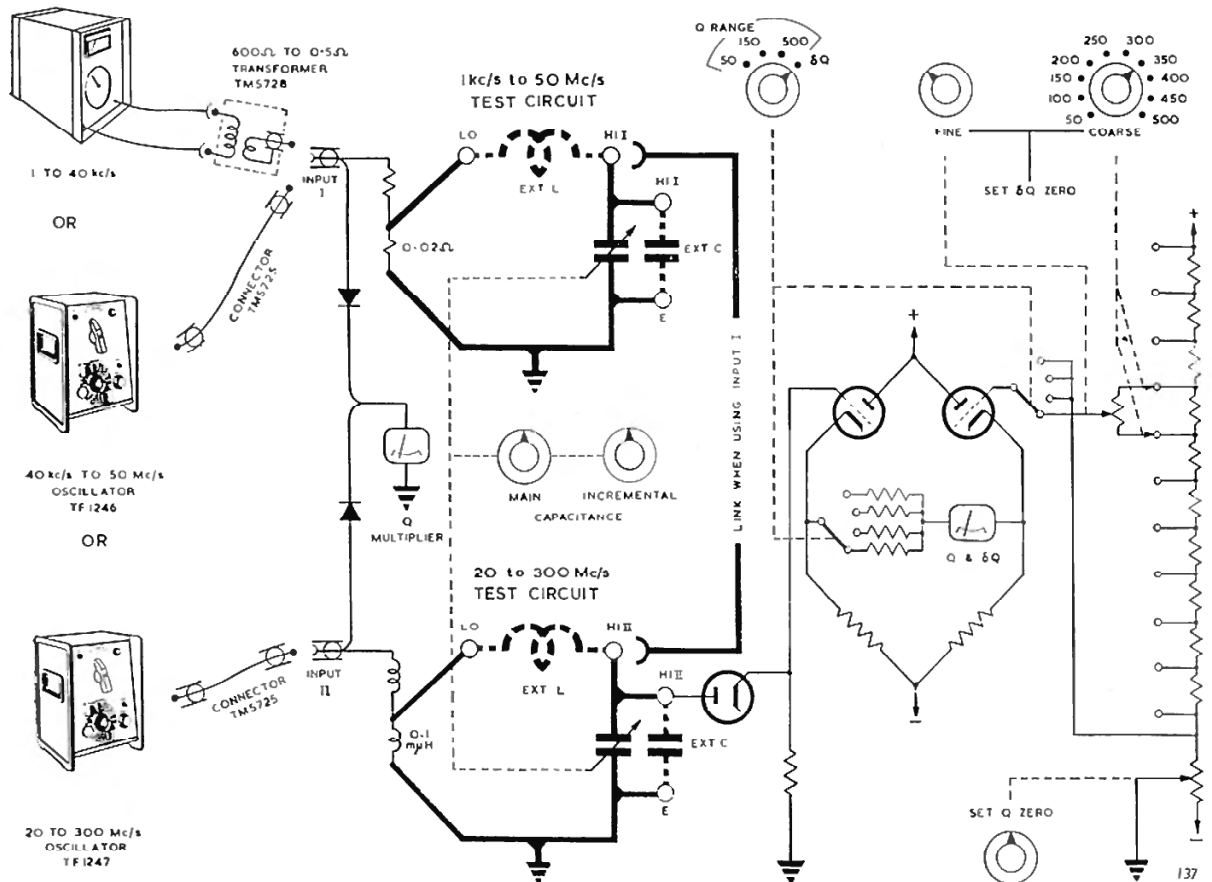 600Ω TO 0·5Ω
TRANSFORMER
TM5728
1 TO 40 kc/s
OR
CONNECTOR
TM5725
40 kc/s TO 50 Mc/s
OSCILLATOR
TF1246
OR
CONNECTOR
TM5725
20 TO 300 Mc/s
OSCILLATOR
TF1247
INPUT
I
INPUT
II
1kc/s to 50 Mc/s
TEST CIRCUIT
LO
HI I
EXT L
HI I
0·02Ω
EXT C
E
Q
MULTIPLIER
MAIN
INCREMENTAL
CAPACITANCE
20 to 300 Mc/s
TEST CIRCUIT
LO
HI II
EXT L
HI II
0·1
mμH
EXT C
E
LINK WHEN USING INPUT I
Q RANGE
50
150
500
δQ
FINE
COARSE
50
100
150
200
250
300
350
400
450
500
SET δQ ZERO
+
+
Q & δQ
−
SET Q ZERO
−
137